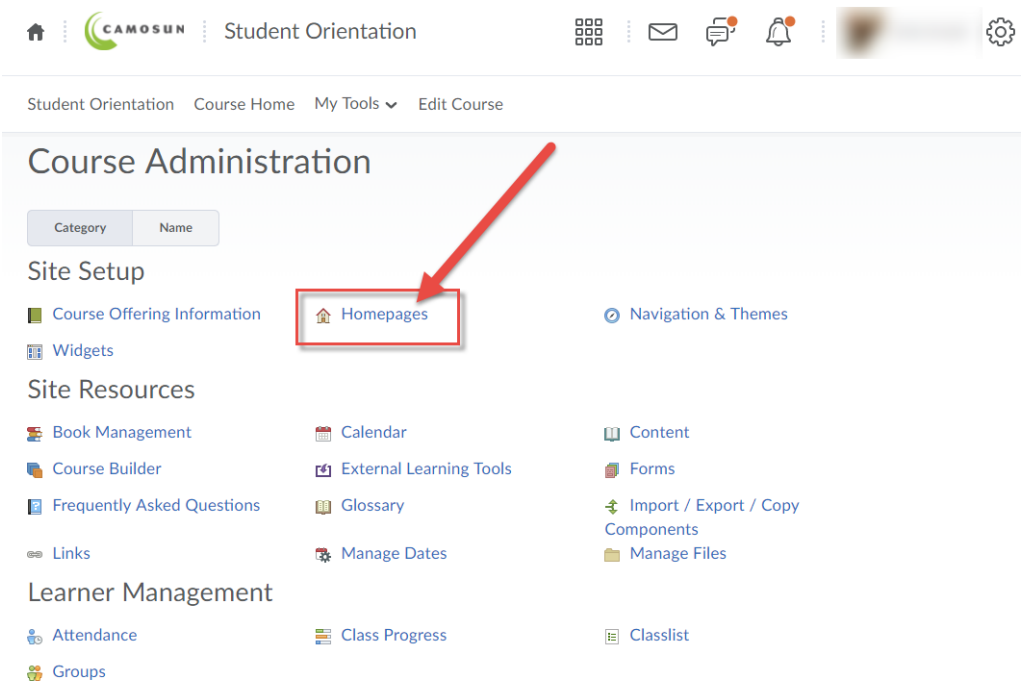 CAMOSUN Student Orientation
Student Orientation Course Home My Tools Edit Course
Course Administration
Category Name
Site Setup
Course Offering Information Homepages Navigation & Themes
Widgets
Site Resources
Book Management Calendar Content
Course Builder External Learning Tools Forms
Frequently Asked Questions Glossary Import / Export / Copy
Components
Links Manage Dates Manage Files
Learner Management
Attendance Class Progress Classlist
Groups